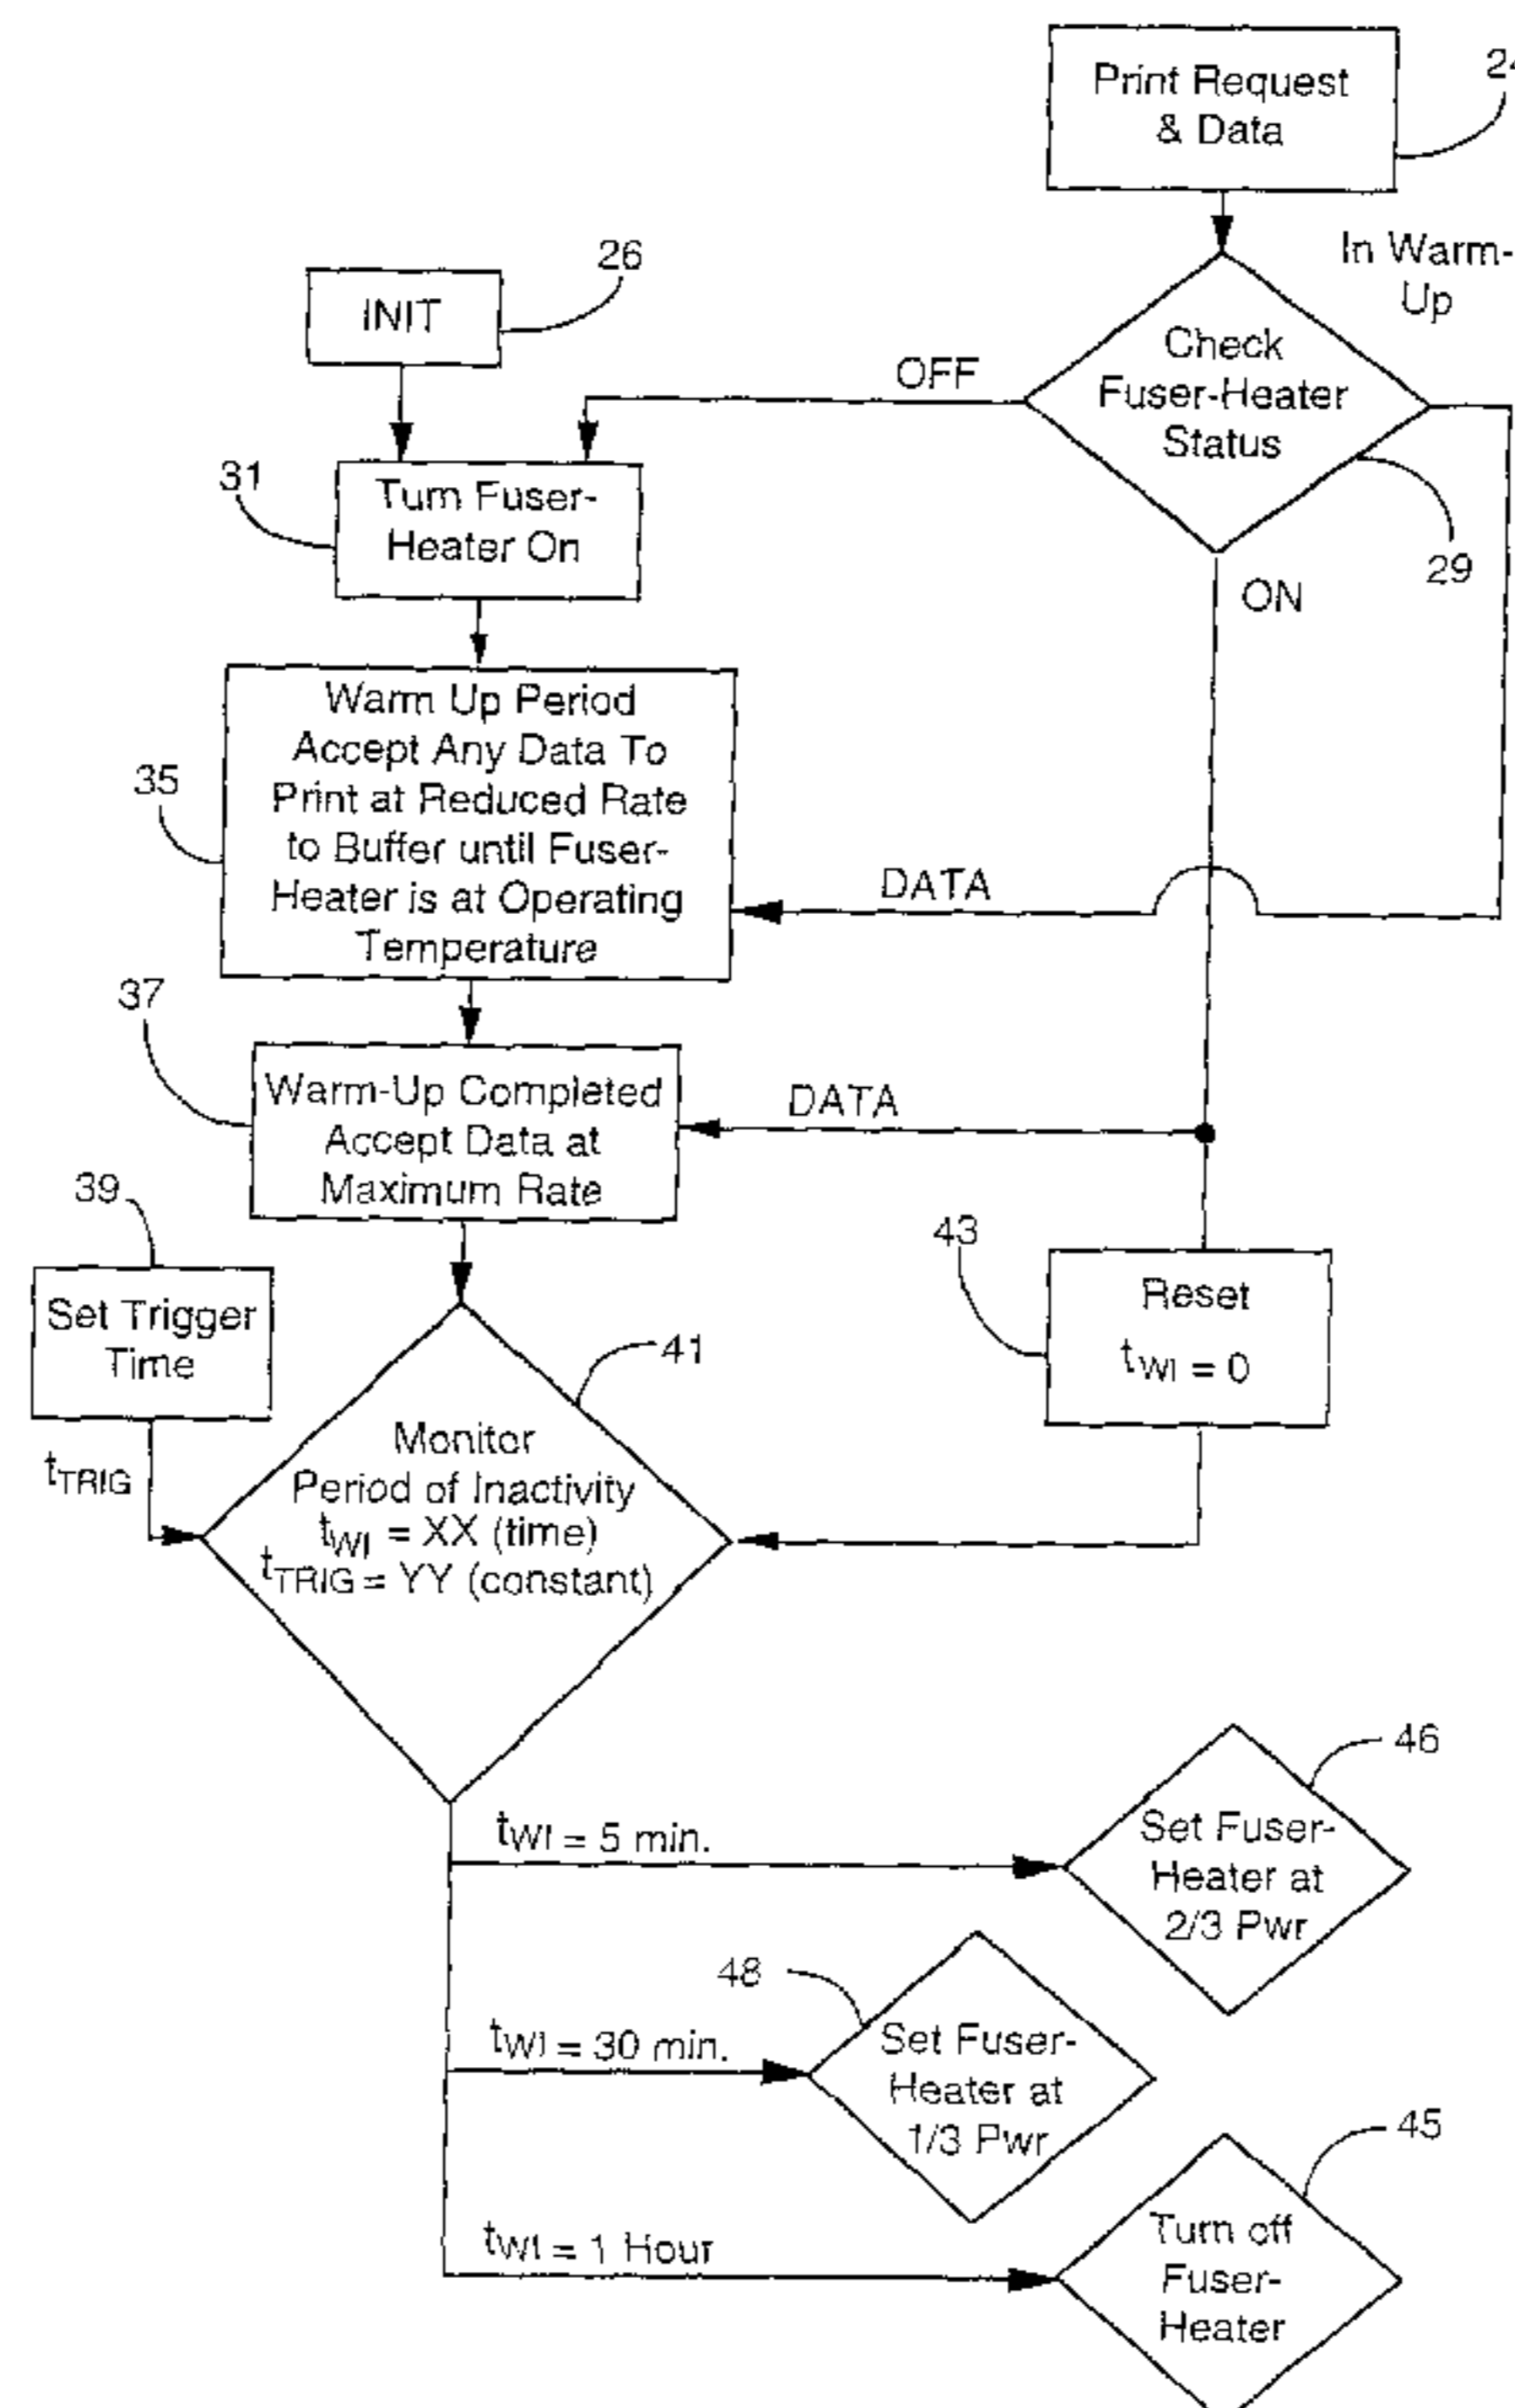 Print Request
& Data
24
In Warm-
Up
INIT
26
OFF
Check
Fuser-Heater
Status
29
ON
31
Turn Fuser-
Heater On
35
Warm Up Period
Accept Any Data To
Print at Reduced Rate
to Buffer until Fuser-
Heater is at Operating
Temperature
DATA
37
Warm-Up Completed
Accept Data at
Maximum Rate
DATA
39
Set Trigger
Time
tTRIG
41
Monitor
Period of Inactivity
tWI = XX (time)
tTRIG = YY (constant)
43
Reset
tWI = 0
tWI = 5 min.
46
Set Fuser-
Heater at
2/3 Pwr
tWI = 30 min.
48
Set Fuser-
Heater at
1/3 Pwr
tWI = 1 Hour
45
Turn off
Fuser-
Heater